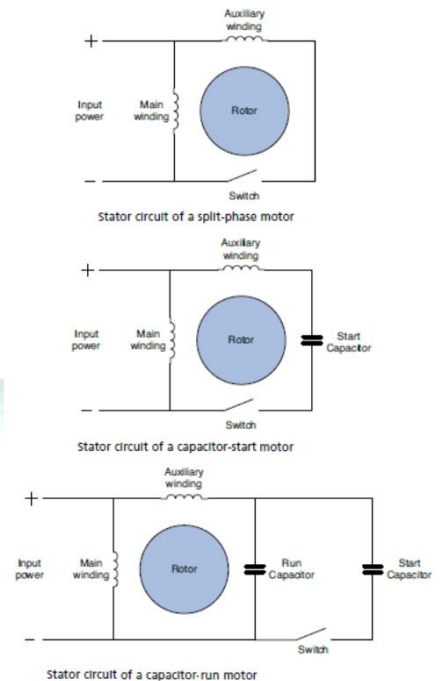 Auxiliary
winding
+
Input
power
Main
winding
Rotor
–
Switch
Stator circuit of a split-phase motor
Auxiliary
winding
+
Input
power
Main
winding
Rotor
Start
Capacitor
–
Switch
Stator circuit of a capacitor-start motor
Auxiliary
winding
+
Input
power
Main
winding
Rotor
Run
Capacitor
Start
Capacitor
–
Switch
Stator circuit of a capacitor-run motor